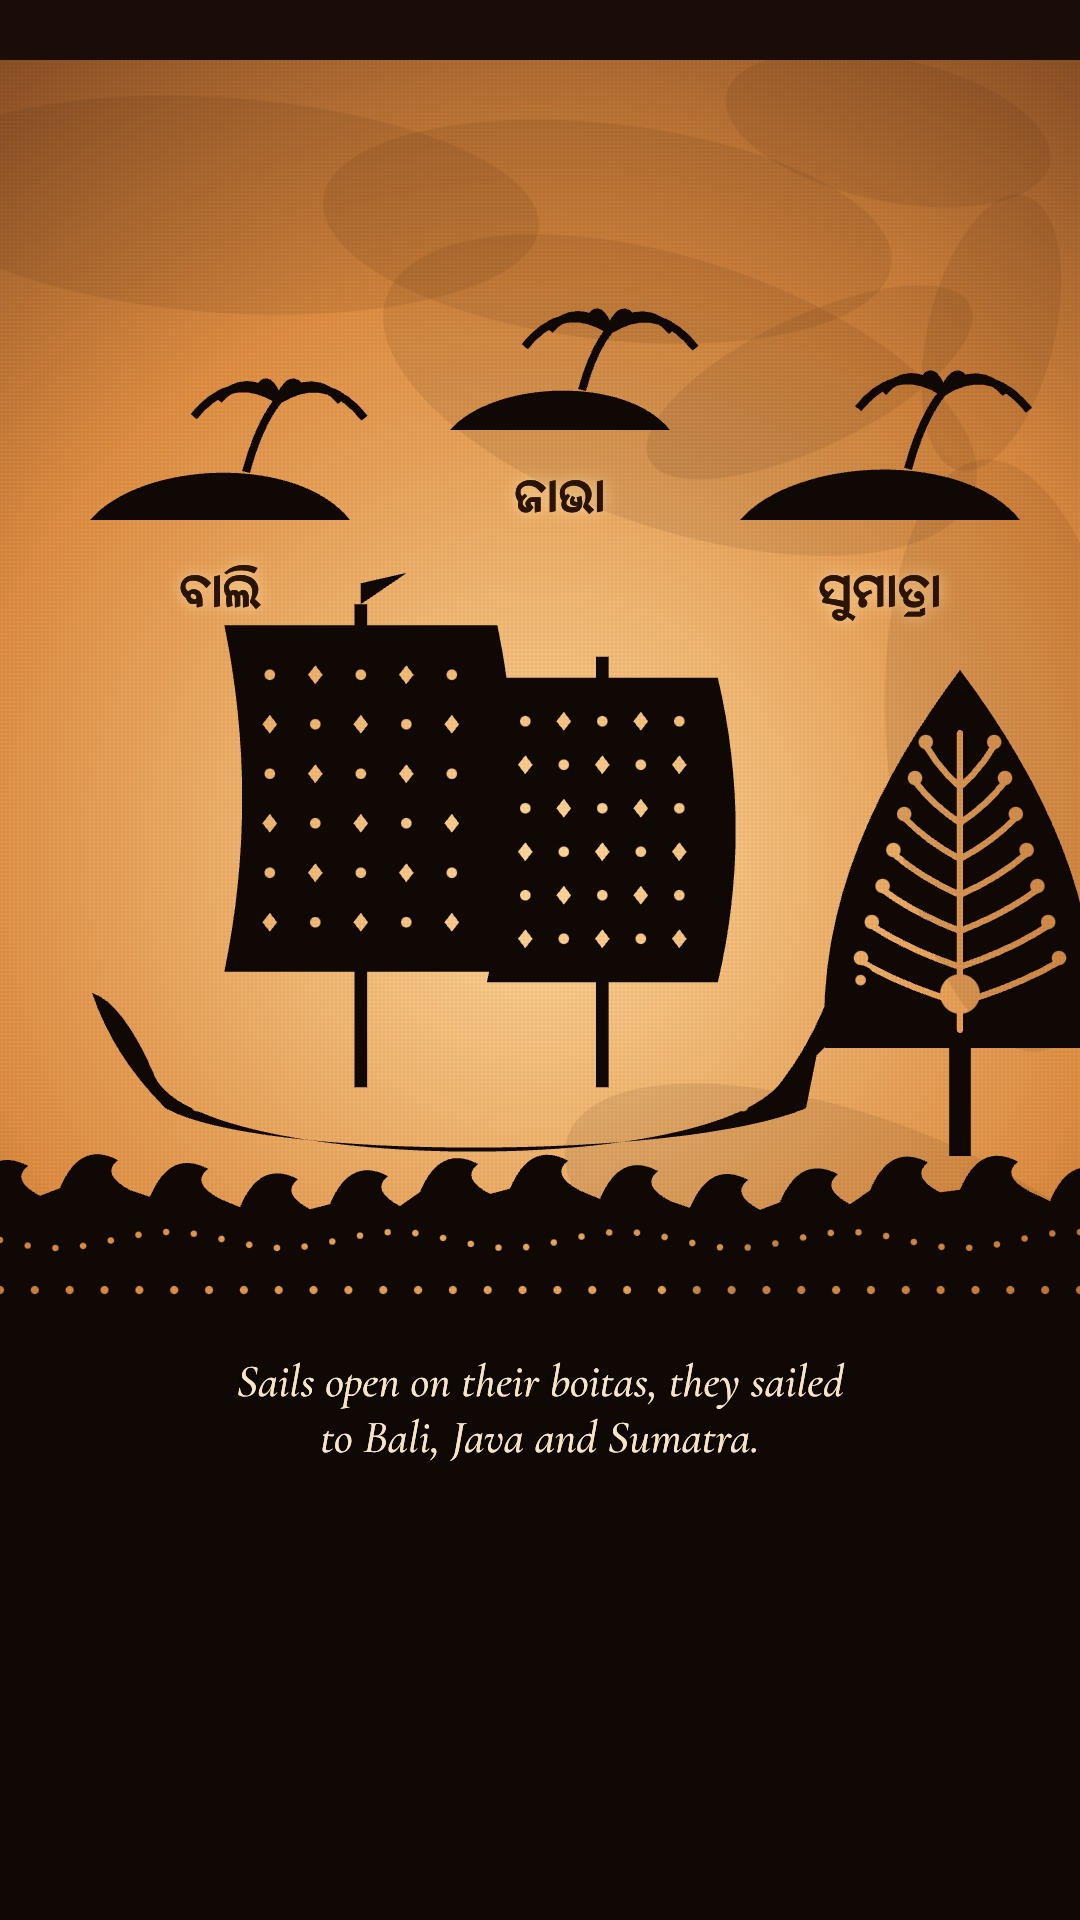 ଜାଭା
ବାଲି
ସୁମାତ୍ରା
Sails open on their boitas, they sailed
to Bali, Java and Sumatra.